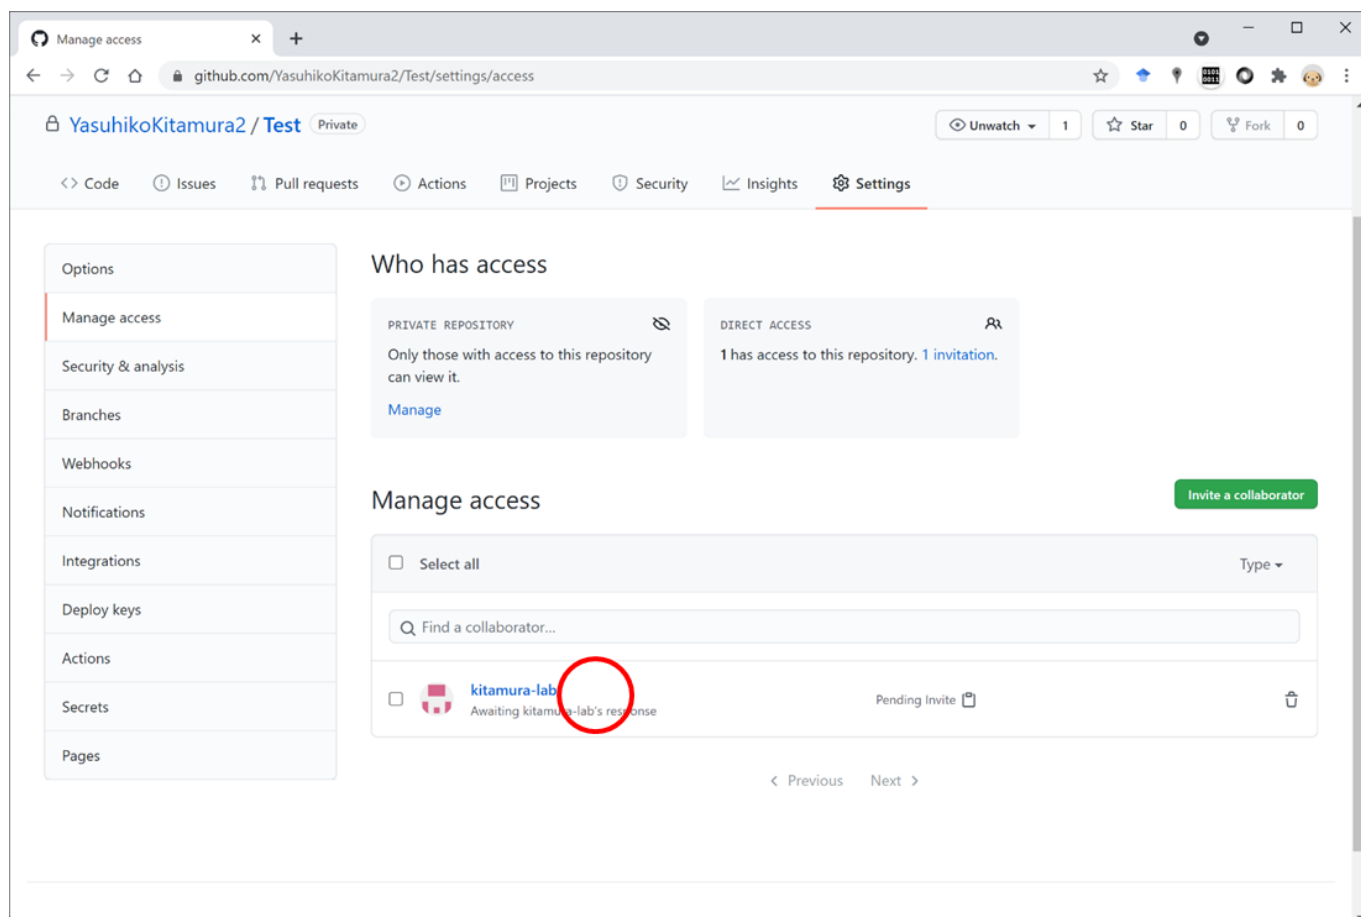 Manage access
github.com/YasuhikoKitamura2/Test/settings/access
YasuhikoKitamura2 / Test Private
Unwatch 1 Star 0 Fork 0
Code Issues Pull requests Actions Projects Security Insights Settings
Options
Manage access
Security & analysis
Branches
Webhooks
Notifications
Integrations
Deploy keys
Actions
Secrets
Pages
Who has access
PRIVATE REPOSITORY
Only those with access to this repository
can view it.
Manage
DIRECT ACCESS
1 has access to this repository. 1 invitation.
Manage access
Invite a collaborator
Select all
Type
Find a collaborator...
kitamura-lab
Awaiting kitamura-lab's response
Pending Invite
Previous Next